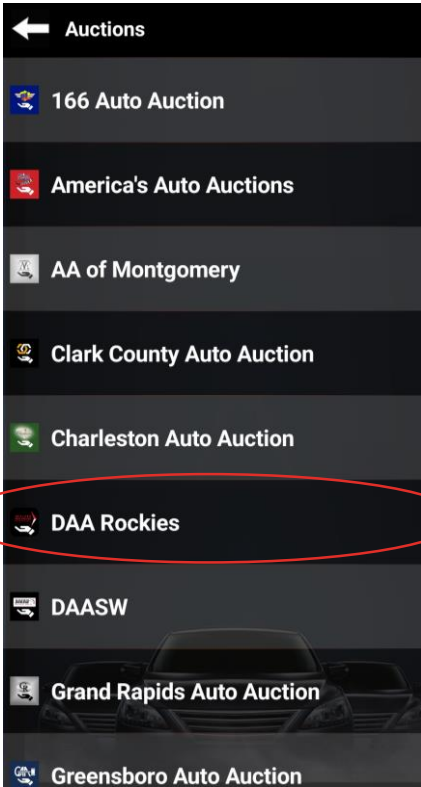 Auctions
166 Auto Auction
America's Auto Auctions
AA of Montgomery
Clark County Auto Auction
Charleston Auto Auction
DAA Rockies
DAASW
Grand Rapids Auto Auction
Greensboro Auto Auction